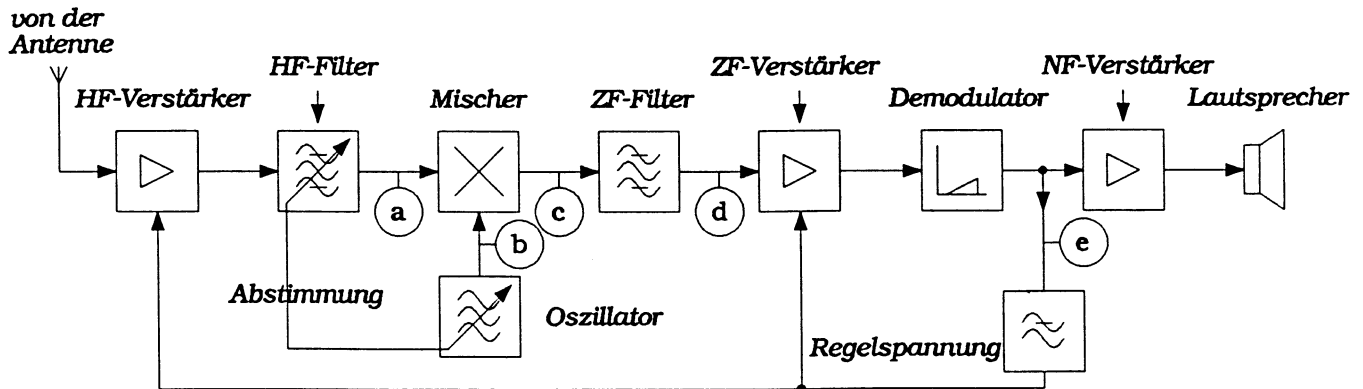 von der
Antenne
HF-Verstärker
HF-Filter
Mischer
ZF-Filter
ZF-Verstärker
Demodulator
NF-Verstärker
Lautsprecher
a
b
c
d
e
Abstimmung
Oszillator
Regelspannung